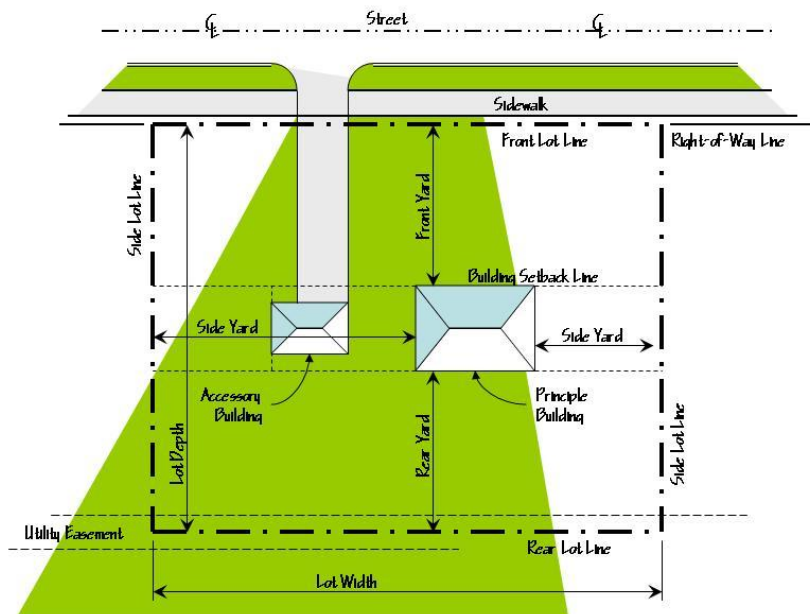 ℄
Street
℄
Sidewalk
Front Lot Line
Right-of-Way Line
Side Lot Line
Front Yard
Building Setback Line
Side Yard
Side Yard
Accessory
Building
Principle
Building
Lot Depth
Rear Yard
Side Lot Line
Utility Easement
Rear Lot Line
Lot Width